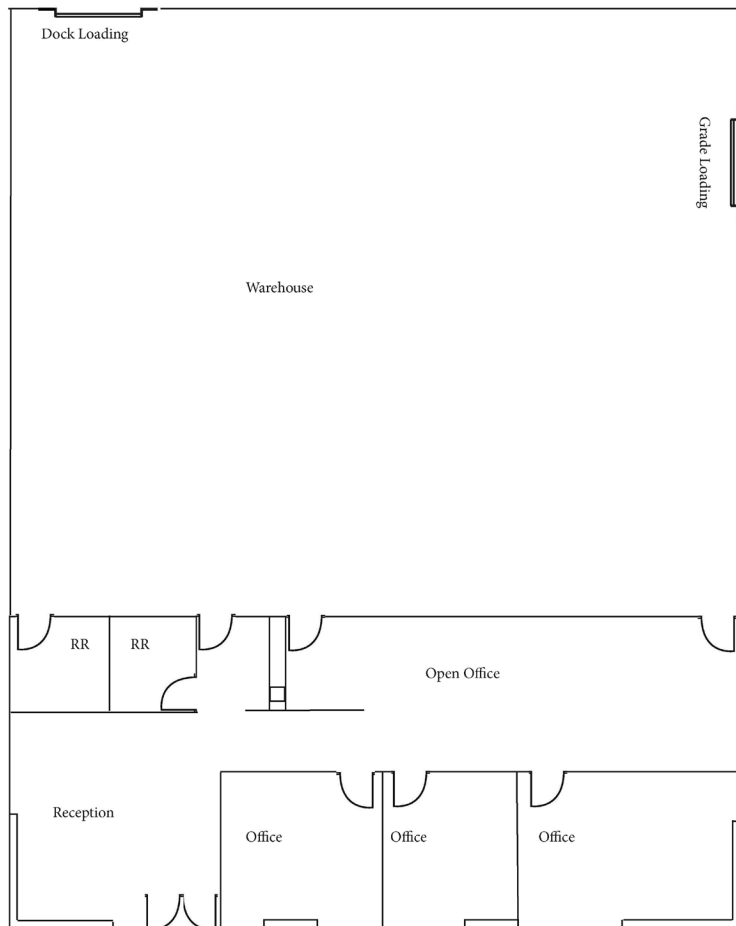 Dock Loading
Grade Loading
Warehouse
RR
RR
Open Office
Reception
Office
Office
Office